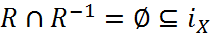 𝑅 ∩ 𝑅⁻¹ = ∅ ⊆ 𝑖_𝑋